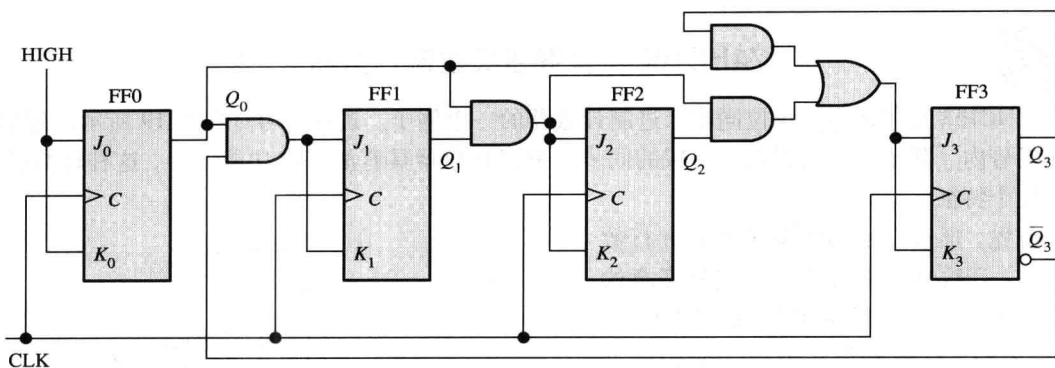 HIGH
FF0
Q₀
FF1
FF2
FF3
J₀
J₁
Q₁
J₂
Q₂
J₃
Q₃
C
C
C
C
K₀
K₁
K₂
K₃
Q̅₃
CLK